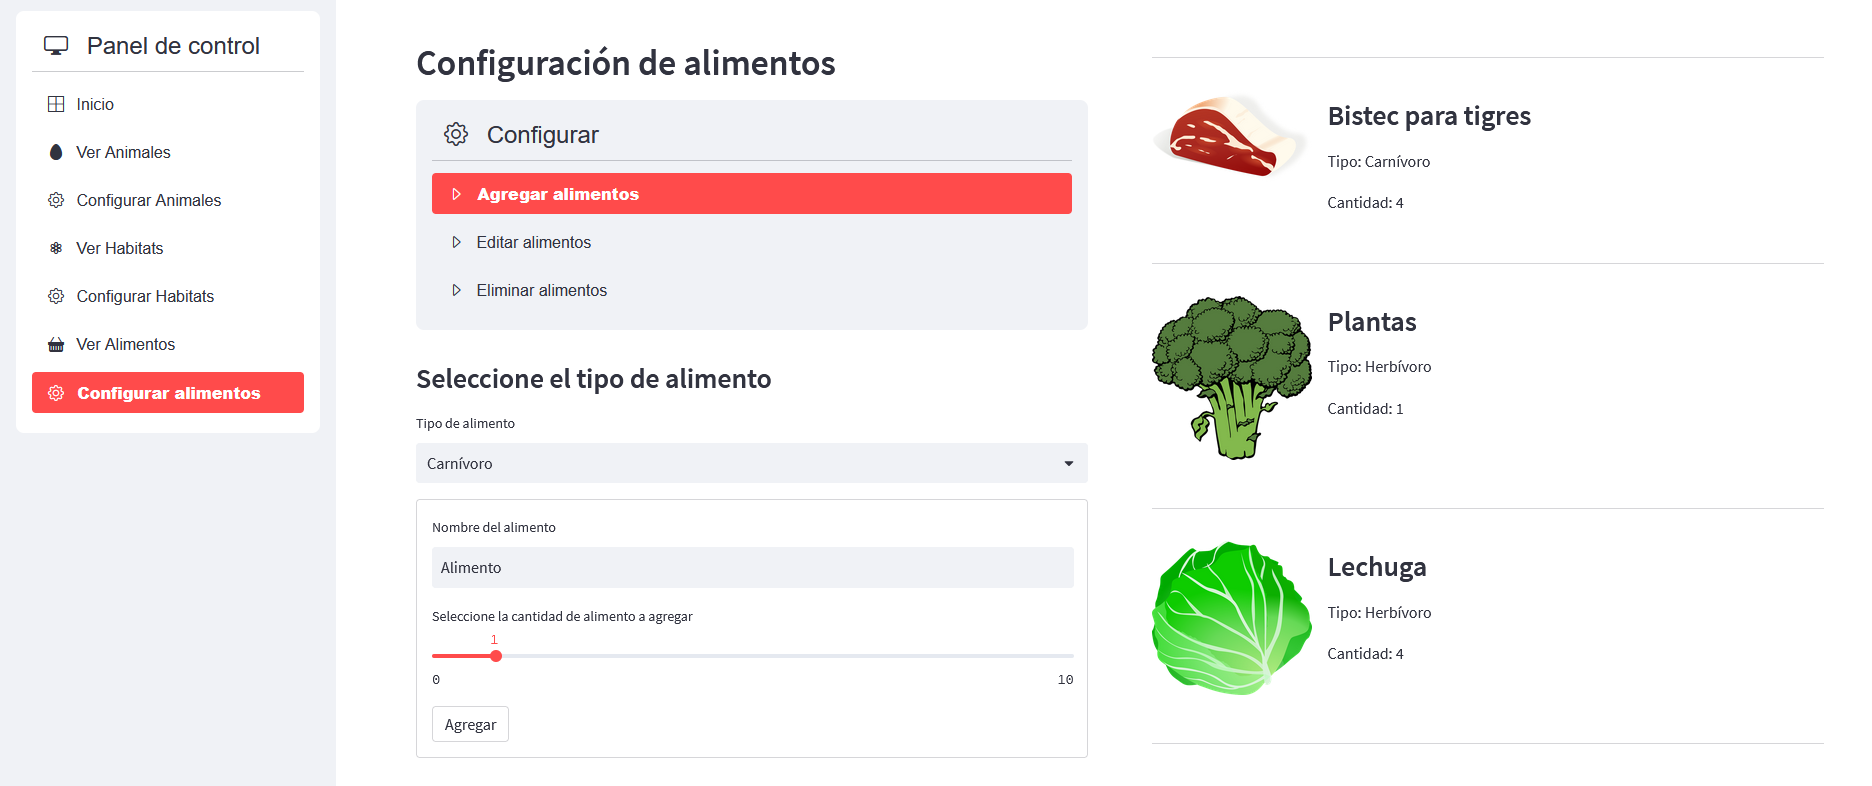 Panel de control
Inicio
Ver Animales
Configurar Animales
Ver Habitats
Configurar Habitats
Ver Alimentos
Configurar alimentos
Configuración de alimentos
Configurar
Agregar alimentos
Editar alimentos
Eliminar alimentos
Seleccione el tipo de alimento
Tipo de alimento
Carnívoro
Nombre del alimento
Alimento
Seleccione la cantidad de alimento a agregar
1
0 10
Agregar
Bistec para tigres
Tipo: Carnívoro
Cantidad: 4
Plantas
Tipo: Herbívoro
Cantidad: 1
Lechuga
Tipo: Herbívoro
Cantidad: 4